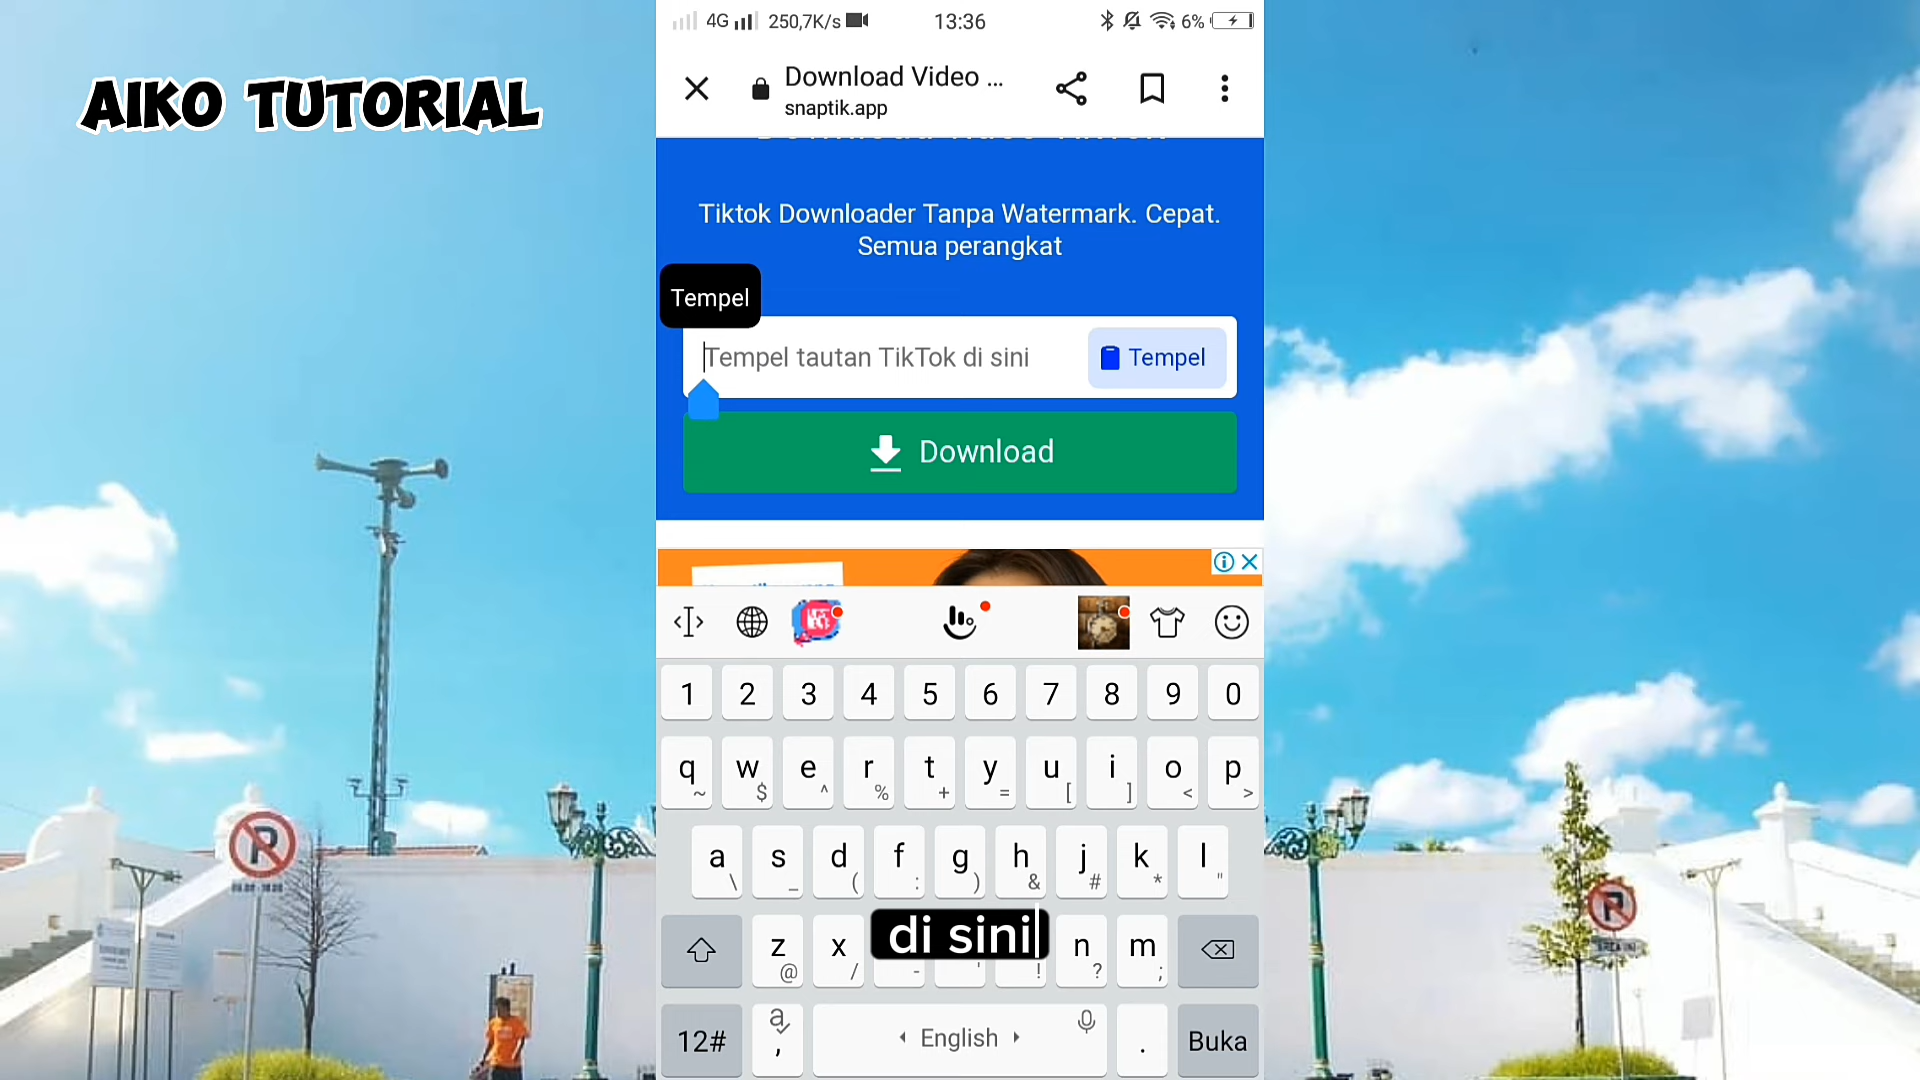 AIKO TUTORIAL
4G 250,7K/s 13:36 6%
Download Video ...
snaptik.app
Tiktok Downloader Tanpa Watermark. Cepat.
Semua perangkat
Tempel
Tempel tautan TikTok di sini
Tempel
Download
1 2 3 4 5 6 7 8 9 0
q w e r t y u i o p
~ $ ^ % + = [ ] < >
a s d f g h j k l
\ _ ( : ) & # * "
z x n m
di sini
@ / - ' ! ? ;
12# a , English . Buka
P
P